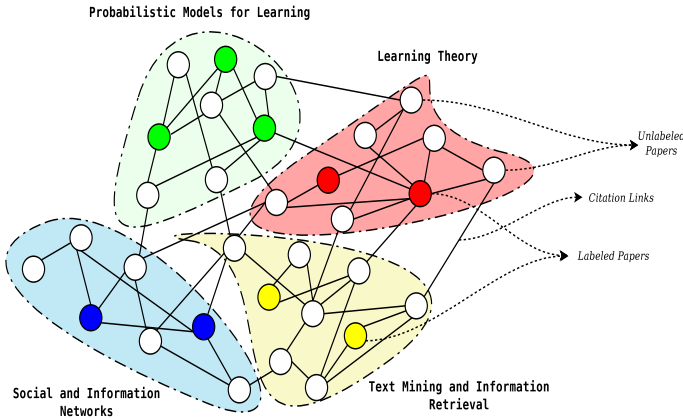 Probabilistic Models for Learning
Learning Theory
Unlabeled
Papers
Citation Links
Labeled Papers
Social and Information
Networks
Text Mining and Information
Retrieval